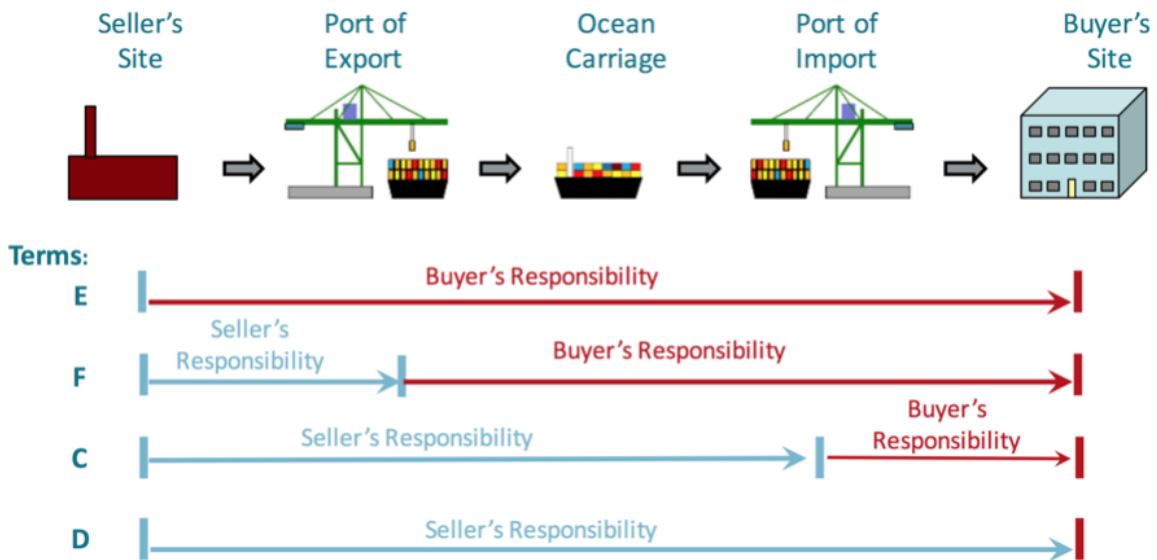 Seller's
Site
Port of
Export
Ocean
Carriage
Port of
Import
Buyer's
Site
Terms:
E
Buyer's Responsibility
F
Seller's
Responsibility
Buyer's Responsibility
C
Seller's Responsibility
Buyer's
Responsibility
D
Seller's Responsibility